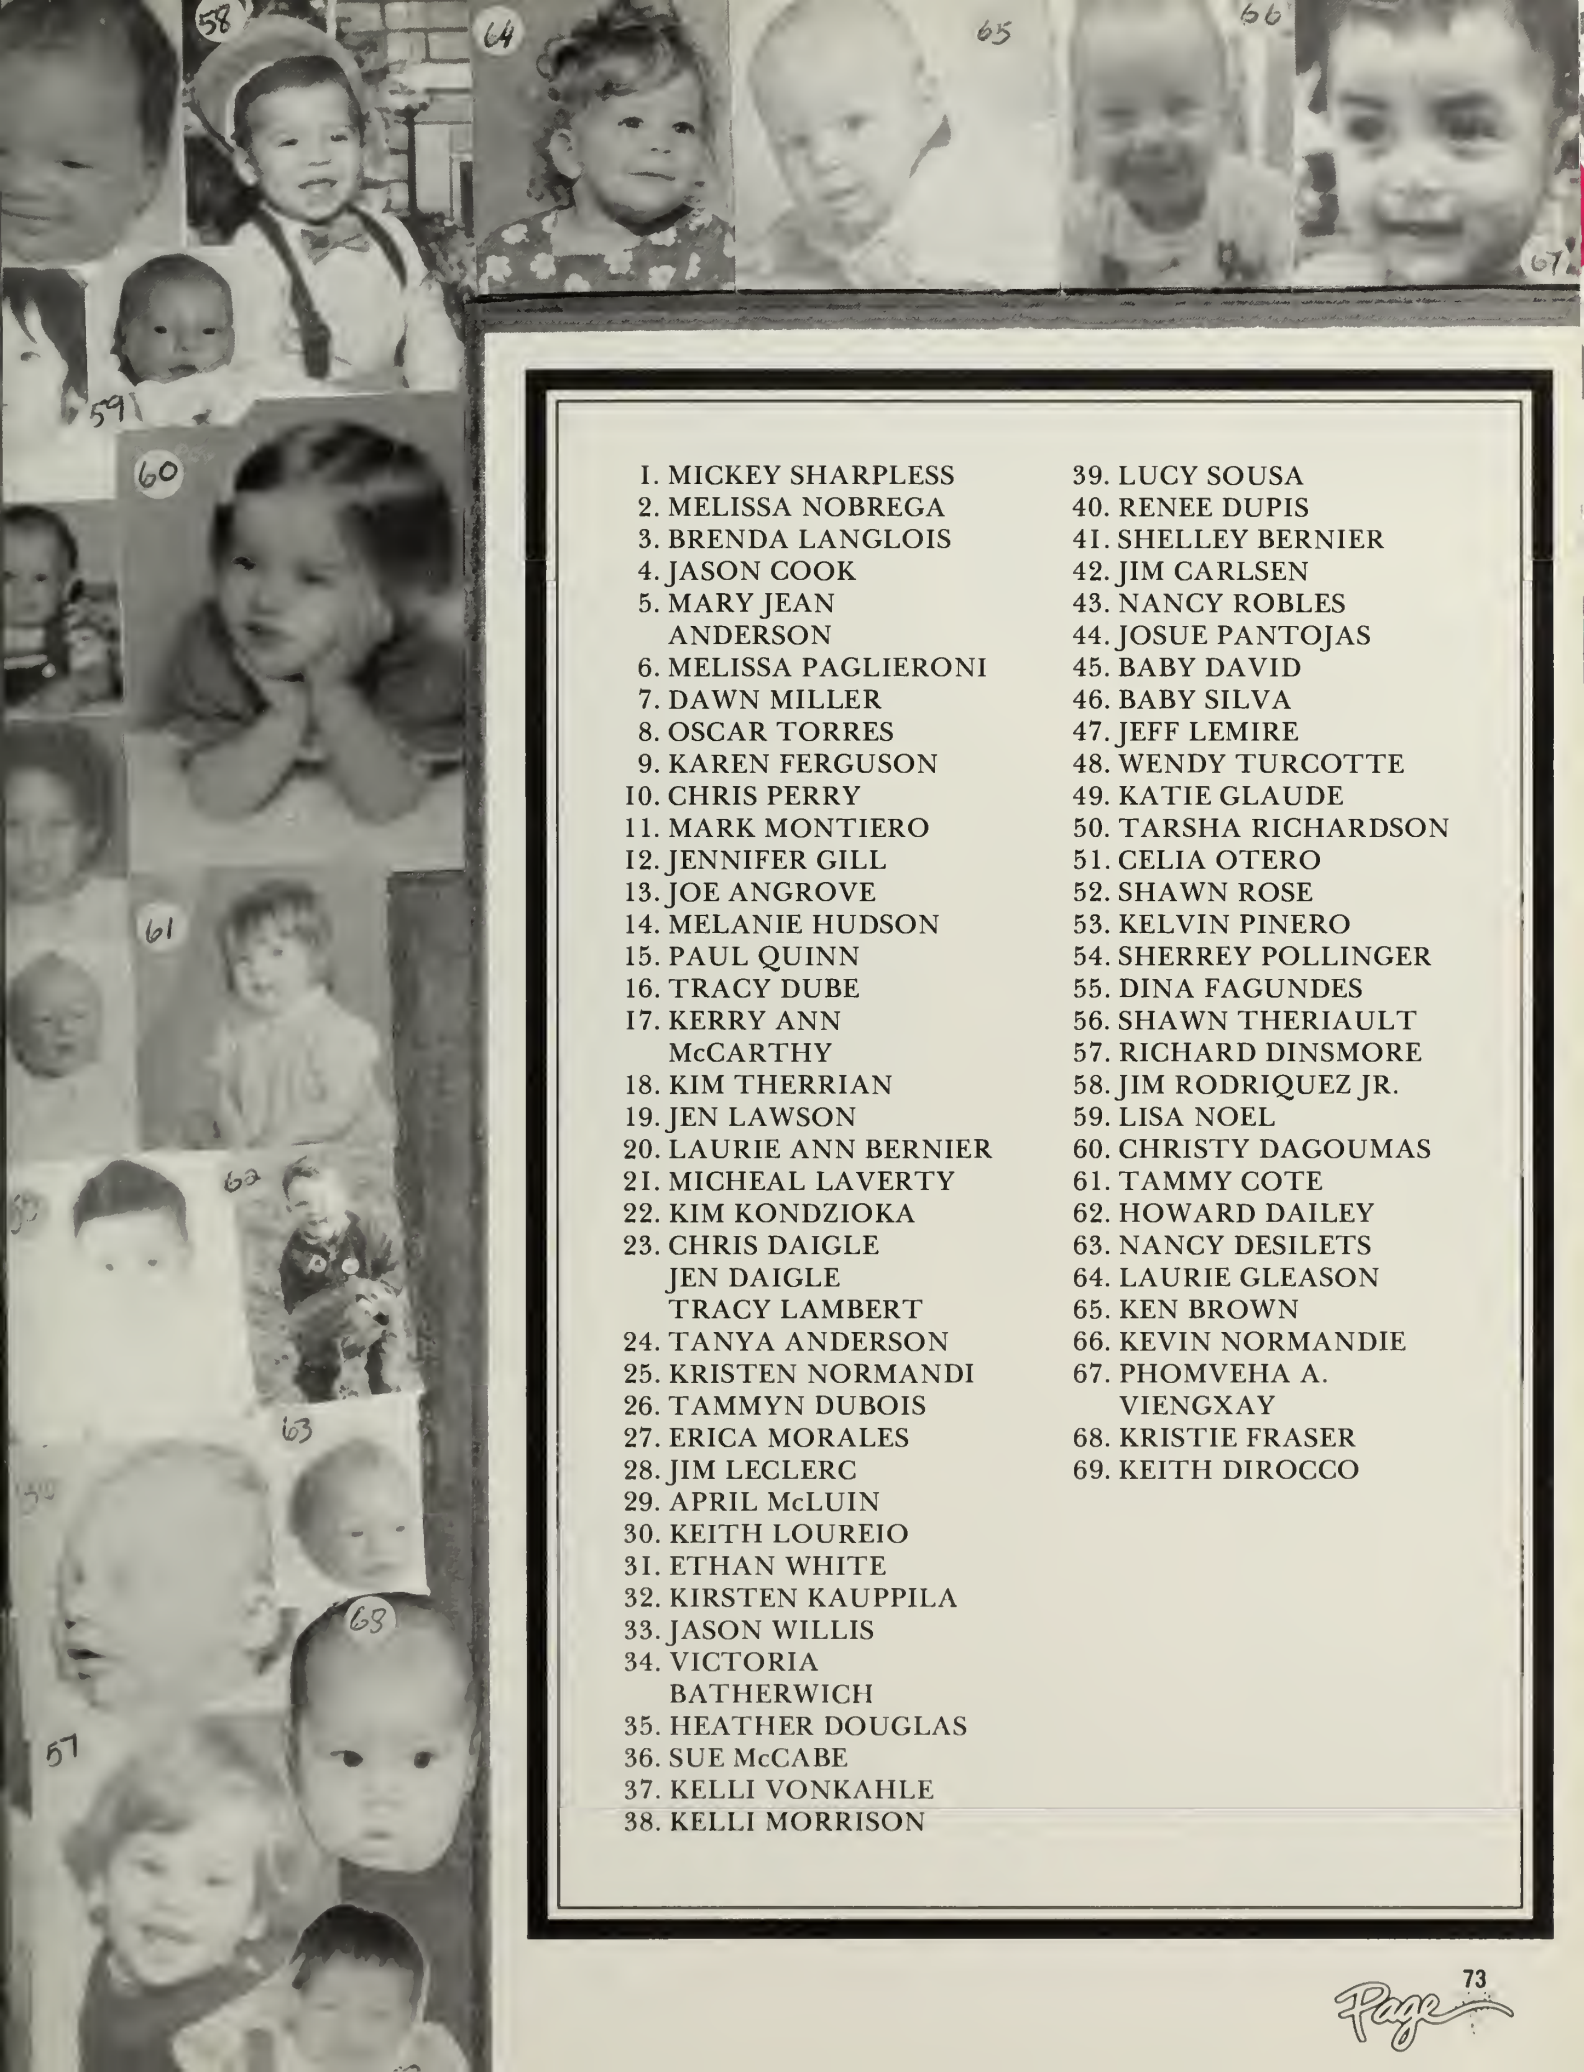 58
64
65
66
67
59
60
61
62
63
68
57
1. MICKEY SHARPLESS
2. MELISSA NOBREGA
3. BRENDA LANGLOIS
4. JASON COOK
5. MARY JEAN
ANDERSON
6. MELISSA PAGLIERONI
7. DAWN MILLER
8. OSCAR TORRES
9. KAREN FERGUSON
10. CHRIS PERRY
11. MARK MONTIERO
12. JENNIFER GILL
13. JOE ANGROVE
14. MELANIE HUDSON
15. PAUL QUINN
16. TRACY DUBE
17. KERRY ANN
McCARTHY
18. KIM THERRIAN
19. JEN LAWSON
20. LAURIE ANN BERNIER
21. MICHEAL LAVERTY
22. KIM KONDZIOKA
23. CHRIS DAIGLE
JEN DAIGLE
TRACY LAMBERT
24. TANYA ANDERSON
25. KRISTEN NORMANDI
26. TAMMYN DUBOIS
27. ERICA MORALES
28. JIM LECLERC
29. APRIL McLUIN
30. KEITH LOUREIO
31. ETHAN WHITE
32. KIRSTEN KAUPPILA
33. JASON WILLIS
34. VICTORIA
BATHERWICH
35. HEATHER DOUGLAS
36. SUE McCABE
37. KELLI VONKAHLE
38. KELLI MORRISON
39. LUCY SOUSA
40. RENEE DUPIS
41. SHELLEY BERNIER
42. JIM CARLSEN
43. NANCY ROBLES
44. JOSUE PANTOJAS
45. BABY DAVID
46. BABY SILVA
47. JEFF LEMIRE
48. WENDY TURCOTTE
49. KATIE GLAUDE
50. TARSHA RICHARDSON
51. CELIA OTERO
52. SHAWN ROSE
53. KELVIN PINERO
54. SHERREY POLLINGER
55. DINA FAGUNDES
56. SHAWN THERIAULT
57. RICHARD DINSMORE
58. JIM RODRIQUEZ JR.
59. LISA NOEL
60. CHRISTY DAGOUMAS
61. TAMMY COTE
62. HOWARD DAILEY
63. NANCY DESILETS
64. LAURIE GLEASON
65. KEN BROWN
66. KEVIN NORMANDIE
67. PHOMVEHA A.
VIENGXAY
68. KRISTIE FRASER
69. KEITH DIROCCO
73
Page